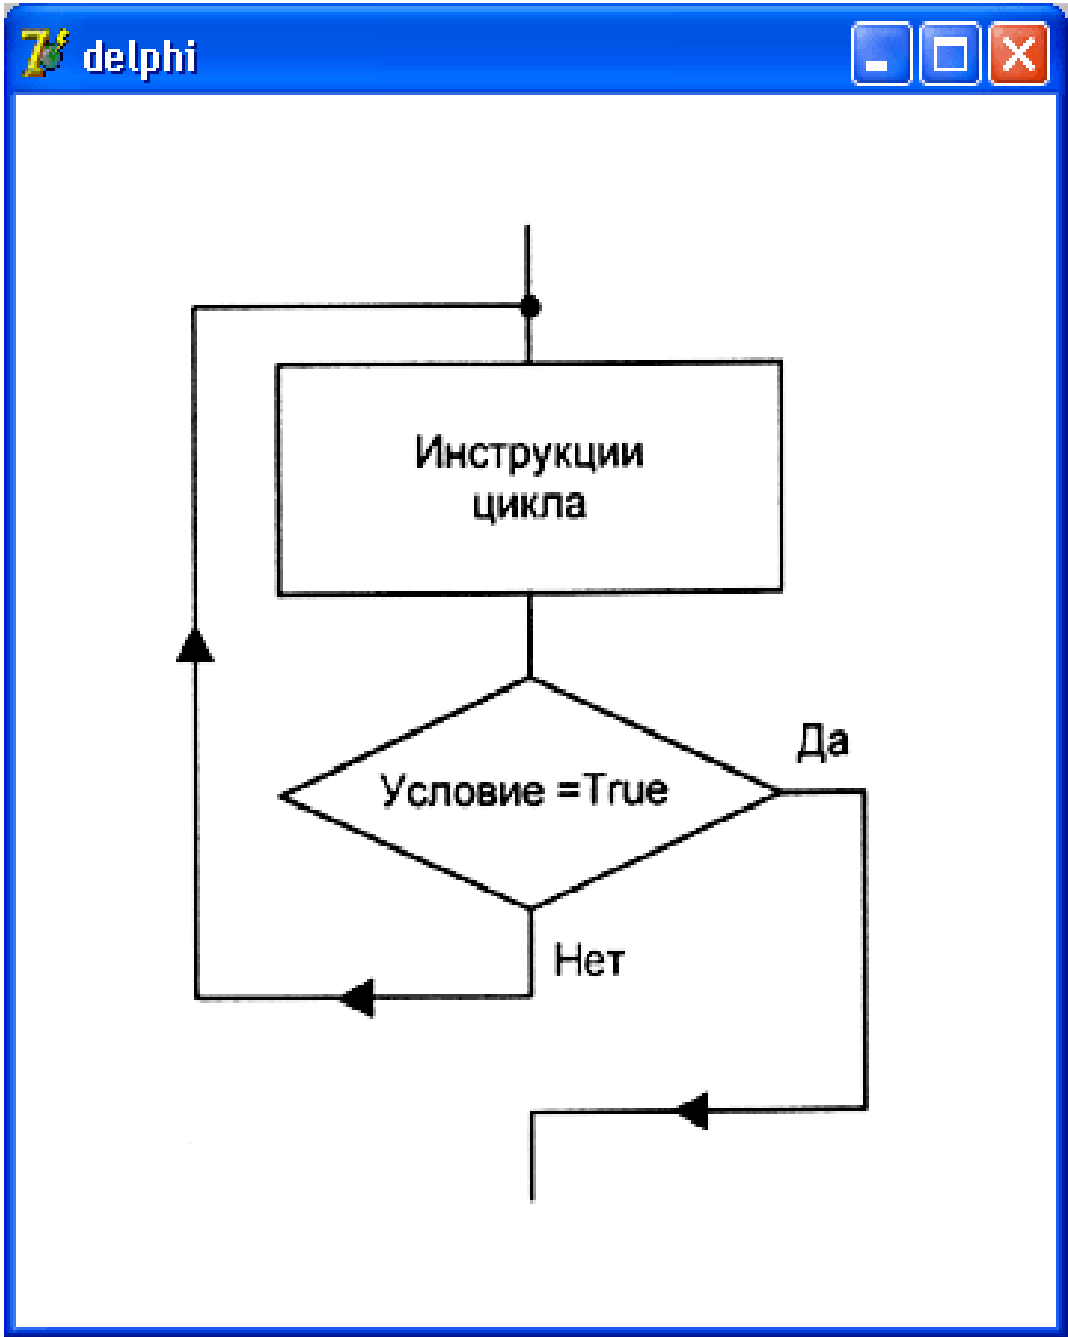 delphi
Инструкции
цикла
Да
Условие =True
Нет